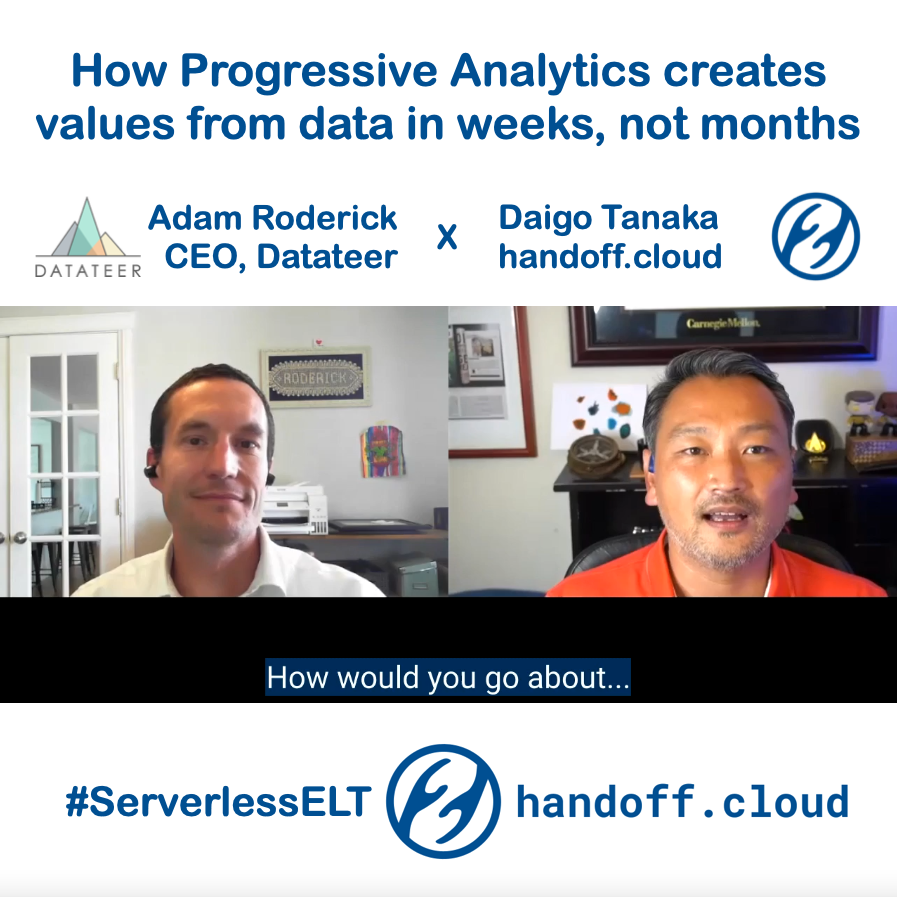 How Progressive Analytics creates
values from data in weeks, not months
DATATEER
Adam Roderick
CEO, Datateer
x
Daigo Tanaka
handoff.cloud
RODERICK
Carnegie Mellon.
How would you go about...
#ServerlessELT
handoff.cloud